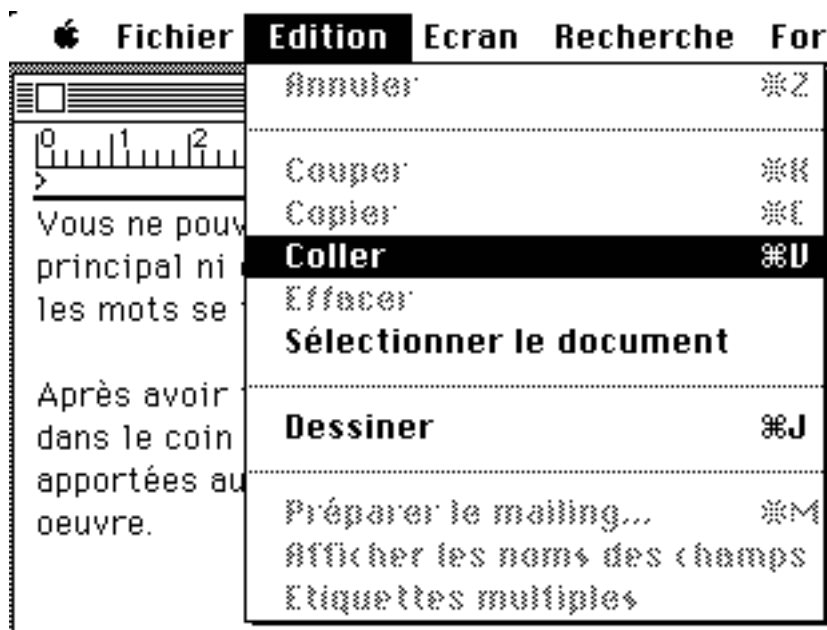 Fichier Edition Ecran Recherche For
Annuler ⌘Z
0 1 2
Couper ⌘X
Copier ⌘C
Vous ne pouv
Coller ⌘V
principal ni
Effacer
les mots se
Sélectionner le document
Après avoir
Dessiner ⌘J
dans le coin
apportées au
Préparer le mailing... ⌘M
oeuvre.
Afficher les noms des champs
Etiquettes multiples